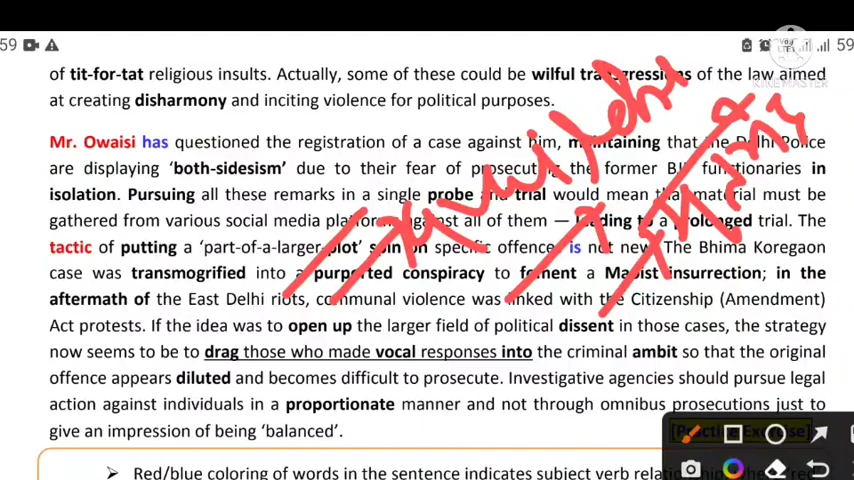 59 59
of tit-for-tat religious insults. Actually, some of these could be wilful transgressions of the law aimed
at creating disharmony and inciting violence for political purposes.
KINEMASTER
Mr. Owaisi has questioned the registration of a case against him, maintaining that the Delhi Police
are displaying ‘both-sidesism’ due to their fear of prosecuting the former BJP functionaries in
isolation. Pursuing all these remarks in a single probe and trial would mean that material must be
gathered from various social media platforms against all of them — leading to a prolonged trial. The
tactic of putting a ‘part-of-a-larger-plot’ spin on specific offences is not new. The Bhima Koregaon
case was transmogrified into a purported conspiracy to foment a Maoist insurrection; in the
aftermath of the East Delhi riots, communal violence was linked with the Citizenship (Amendment)
Act protests. If the idea was to open up the larger field of political dissent in those cases, the strategy
now seems to be to drag those who made vocal responses into the criminal ambit so that the original
offence appears diluted and becomes difficult to prosecute. Investigative agencies should pursue legal
action against individuals in a proportionate manner and not through omnibus prosecutions just to
give an impression of being ‘balanced’. [Practice Exercise]
➢ Red/blue coloring of words in the sentence indicates subject verb